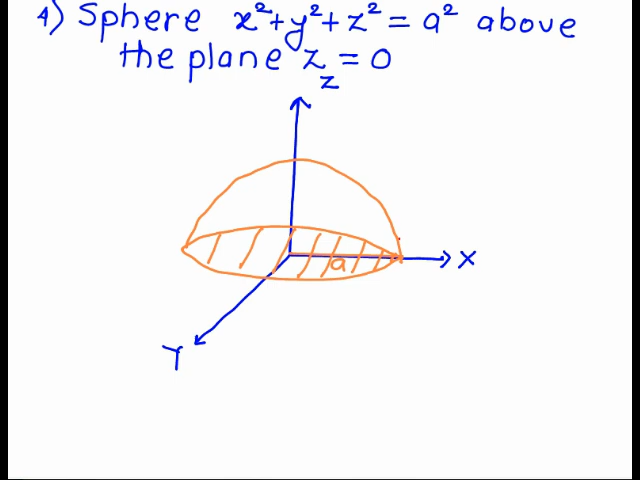 4) Sphere x²+y²+z² = a² above
the plane z = 0
z
a
X
Y